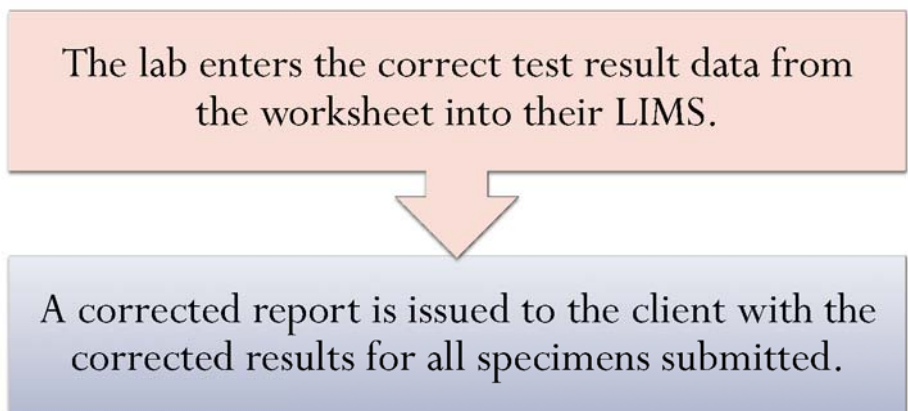 The lab enters the correct test result data from
the worksheet into their LIMS.
A corrected report is issued to the client with the
corrected results for all specimens submitted.